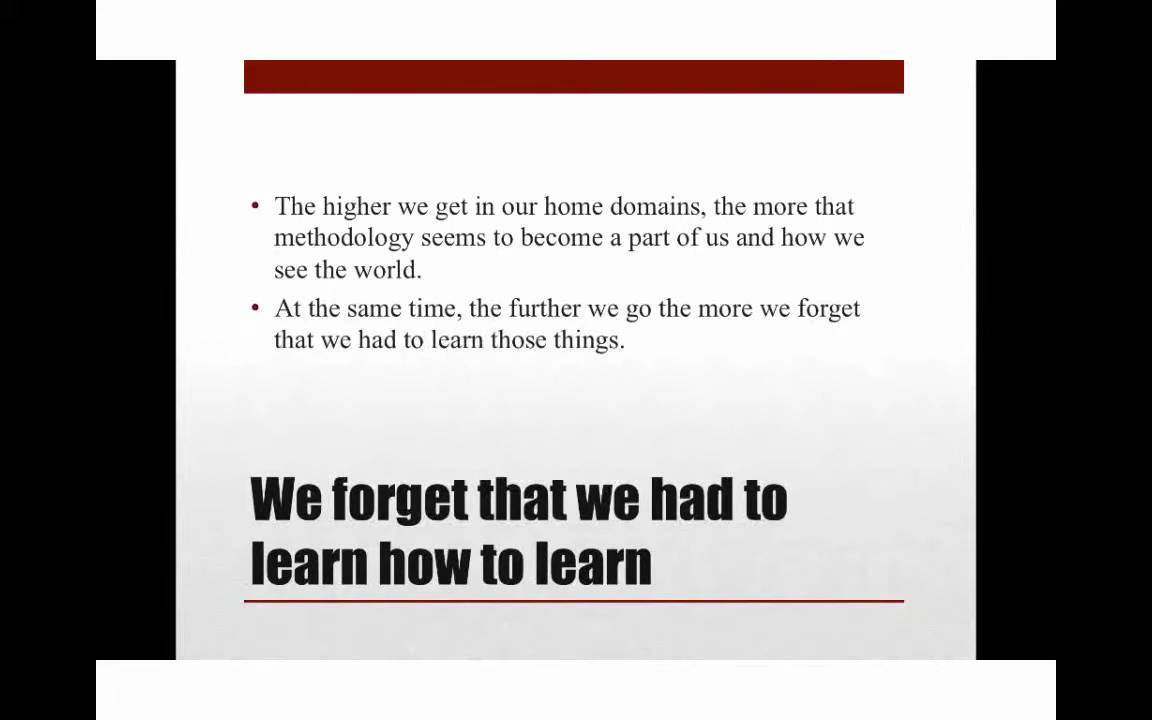 • The higher we get in our home domains, the more that
methodology seems to become a part of us and how we
see the world.
• At the same time, the further we go the more we forget
that we had to learn those things.
We forget that we had to
learn how to learn